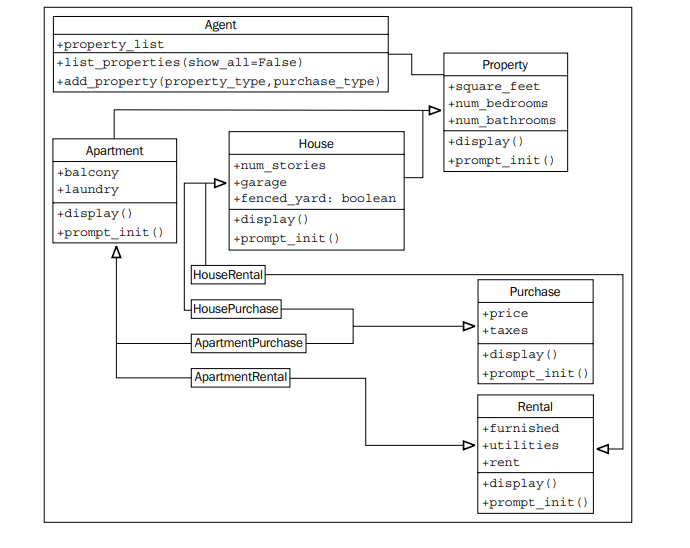 Agent
+property_list
+list_properties(show_all=False)
+add_property(property_type,purchase_type)
Property
+square_feet
+num_bedrooms
+num_bathrooms
+display()
+prompt_init()
Apartment
+balcony
+laundry
+display()
+prompt_init()
House
+num_stories
+garage
+fenced_yard: boolean
+display()
+prompt_init()
HouseRental
HousePurchase
ApartmentPurchase
ApartmentRental
Purchase
+price
+taxes
+display()
+prompt_init()
Rental
+furnished
+utilities
+rent
+display()
+prompt_init()